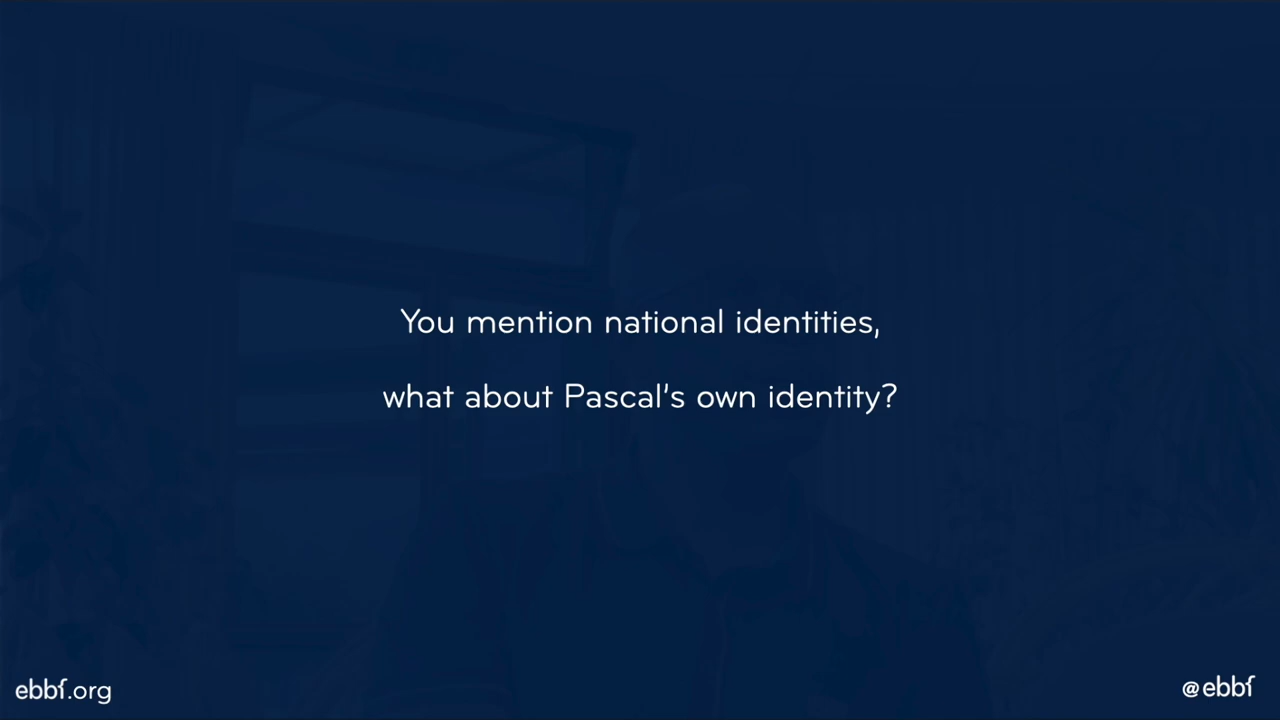 You mention national identities,
what about Pascal's own identity?
ebbf.org
@ebbf